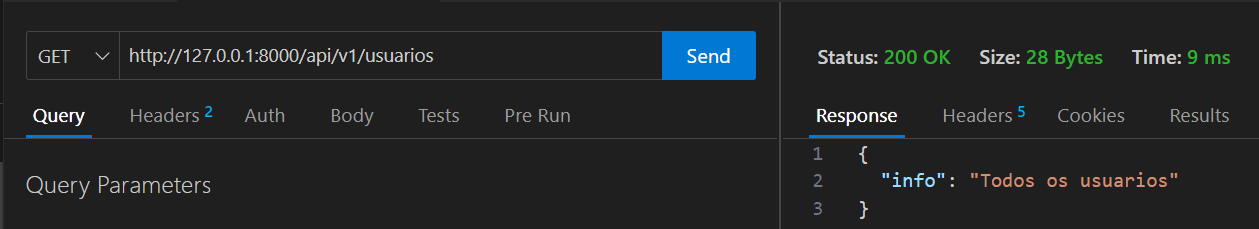 GET http://127.0.0.1:8000/api/v1/usuarios Send
Query Headers 2 Auth Body Tests Pre Run
Query Parameters
Status: 200 OK Size: 28 Bytes Time: 9 ms
Response Headers 5 Cookies Results
1 {
2 "info": "Todos os usuarios"
3 }